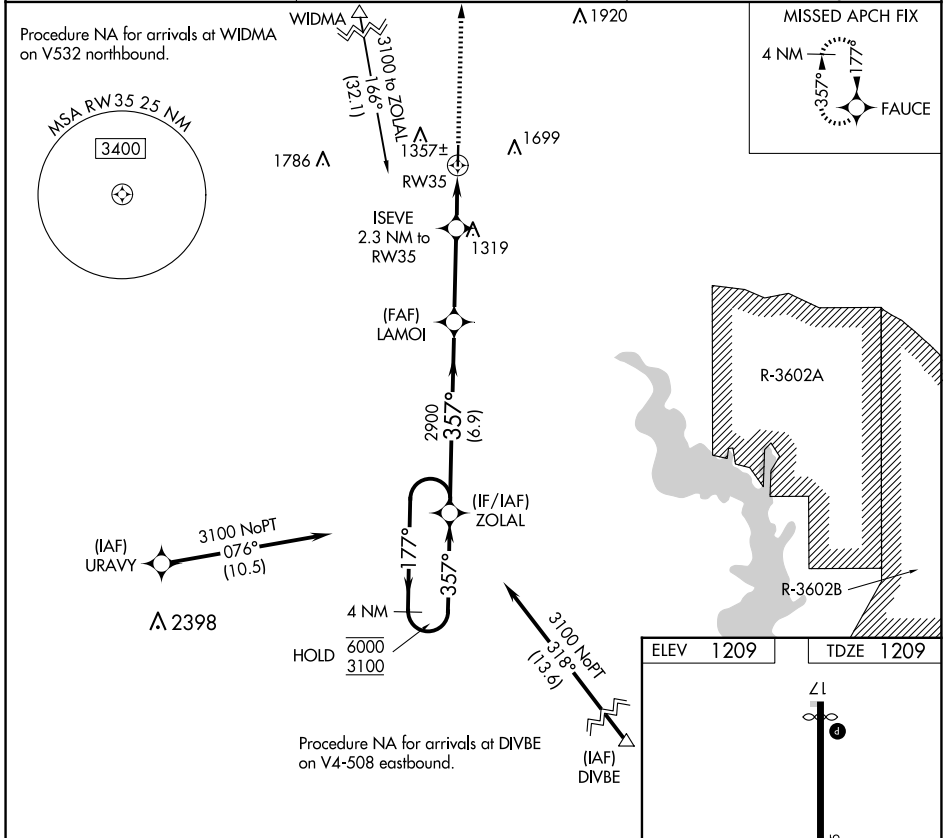 Procedure NA for arrivals at WIDMA
on V532 northbound.
WIDMA
3100 to ZOLAL
166°
(32.1)
1920
MISSED APCH FIX
4 NM
357°
177°
FAUCE
MSA RW35 25 NM
3400
1786
1357±
1699
RW35
ISEVE
2.3 NM to
RW35
1319
(FAF)
LAMOI
R-3602A
2900
357°
(6.9)
(IF/IAF)
ZOLAL
(IAF)
URAVY
3100 NoPT
076°
(10.5)
177°
357°
R-3602B
2398
4 NM
HOLD
6000
3100
3100 NoPT
318°
(13.6)
(IAF)
DIVBE
Procedure NA for arrivals at DIVBE
on V4-508 eastbound.
ELEV 1209
TDZE 1209
17
P